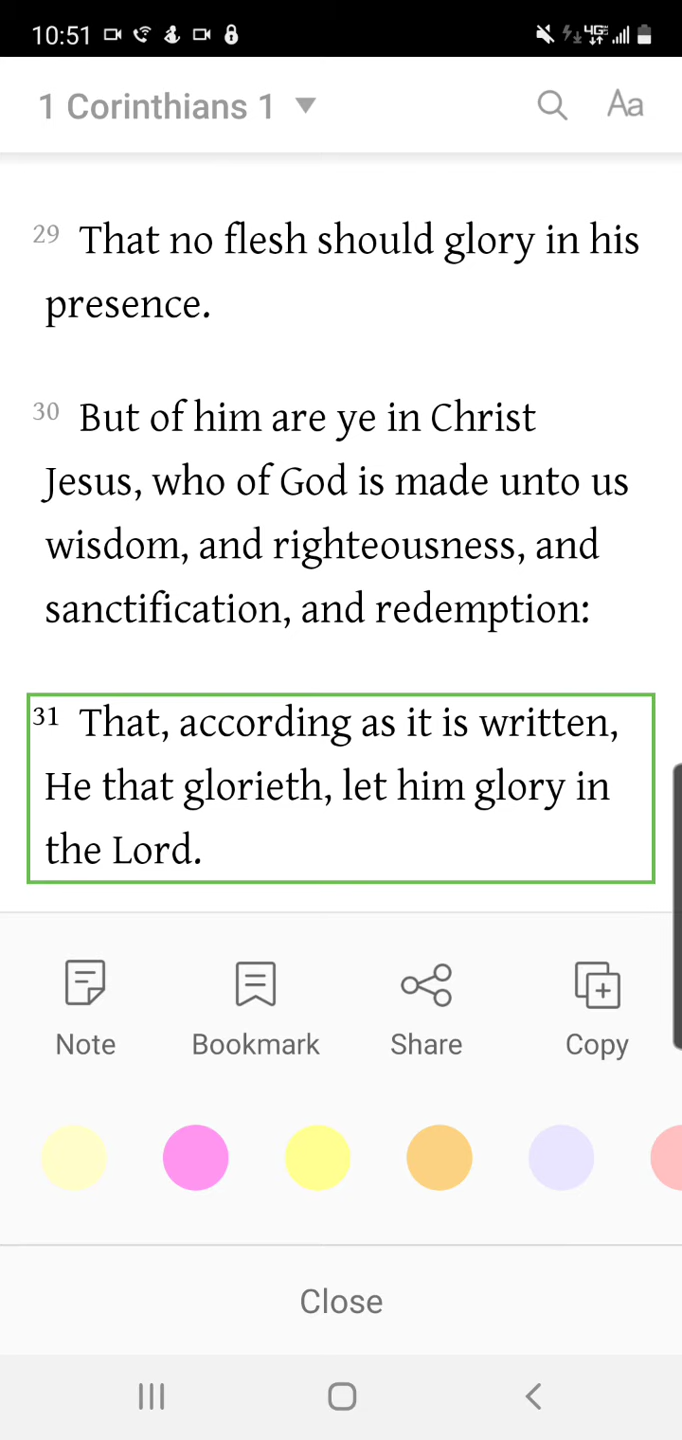 10:51 4GE
1 Corinthians 1 Aa
29 That no flesh should glory in his
presence.
30 But of him are ye in Christ
Jesus, who of God is made unto us
wisdom, and righteousness, and
sanctification, and redemption:
31 That, according as it is written,
He that glorieth, let him glory in
the Lord.
Note Bookmark Share Copy
Close